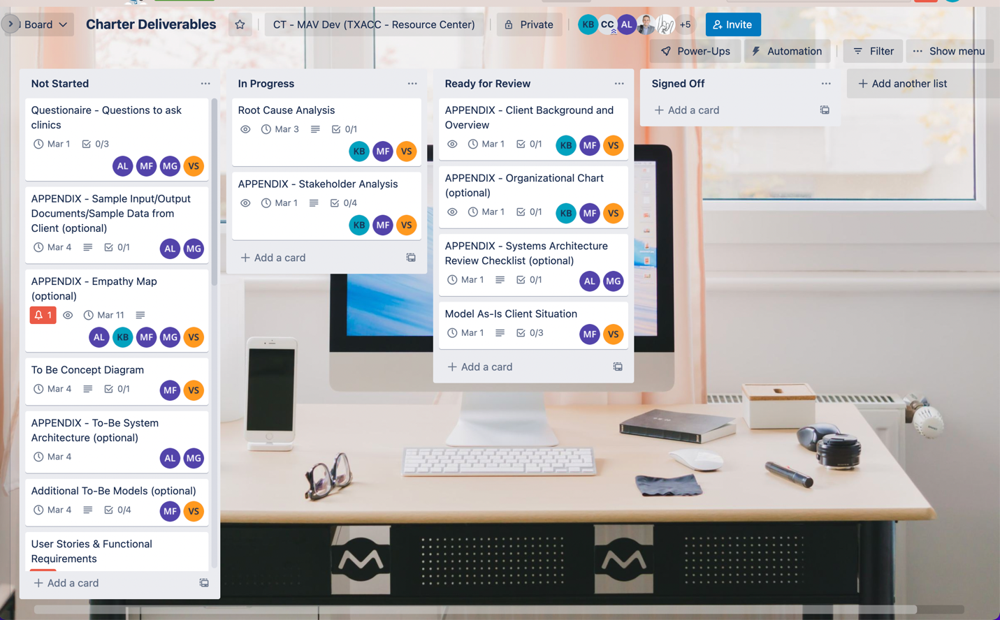 Board
Charter Deliverables
CT - MAV Dev (TXACC - Resource Center)
Private
KB
CC
AL
+5
Invite
Power-Ups
Automation
Filter
Show menu
Not Started
Questionaire - Questions to ask
clinics
Mar 1
0/3
AL MF MG VS
APPENDIX - Sample Input/Output
Documents/Sample Data from
Client (optional)
Mar 4
0/1
AL MG
APPENDIX - Empathy Map
(optional)
1
Mar 11
AL KB MF MG VS
To Be Concept Diagram
Mar 4
0/1
MF VS
APPENDIX - To-Be System
Architecture (optional)
Mar 4
AL MG
Additional To-Be Models (optional)
Mar 4
0/4
MF VS
User Stories & Functional
Requirements
+ Add a card
In Progress
Root Cause Analysis
Mar 3
0/1
KB MF VS
APPENDIX - Stakeholder Analysis
Mar 1
0/4
KB MF VS
+ Add a card
Ready for Review
APPENDIX - Client Background and
Overview
Mar 1
0/1
KB MF VS
APPENDIX - Organizational Chart
(optional)
Mar 1
0/1
KB MF VS
APPENDIX - Systems Architecture
Review Checklist (optional)
Mar 1
0/1
AL MG
Model As-Is Client Situation
Mar 1
0/3
MF VS
+ Add a card
Signed Off
+ Add a card
+ Add another list